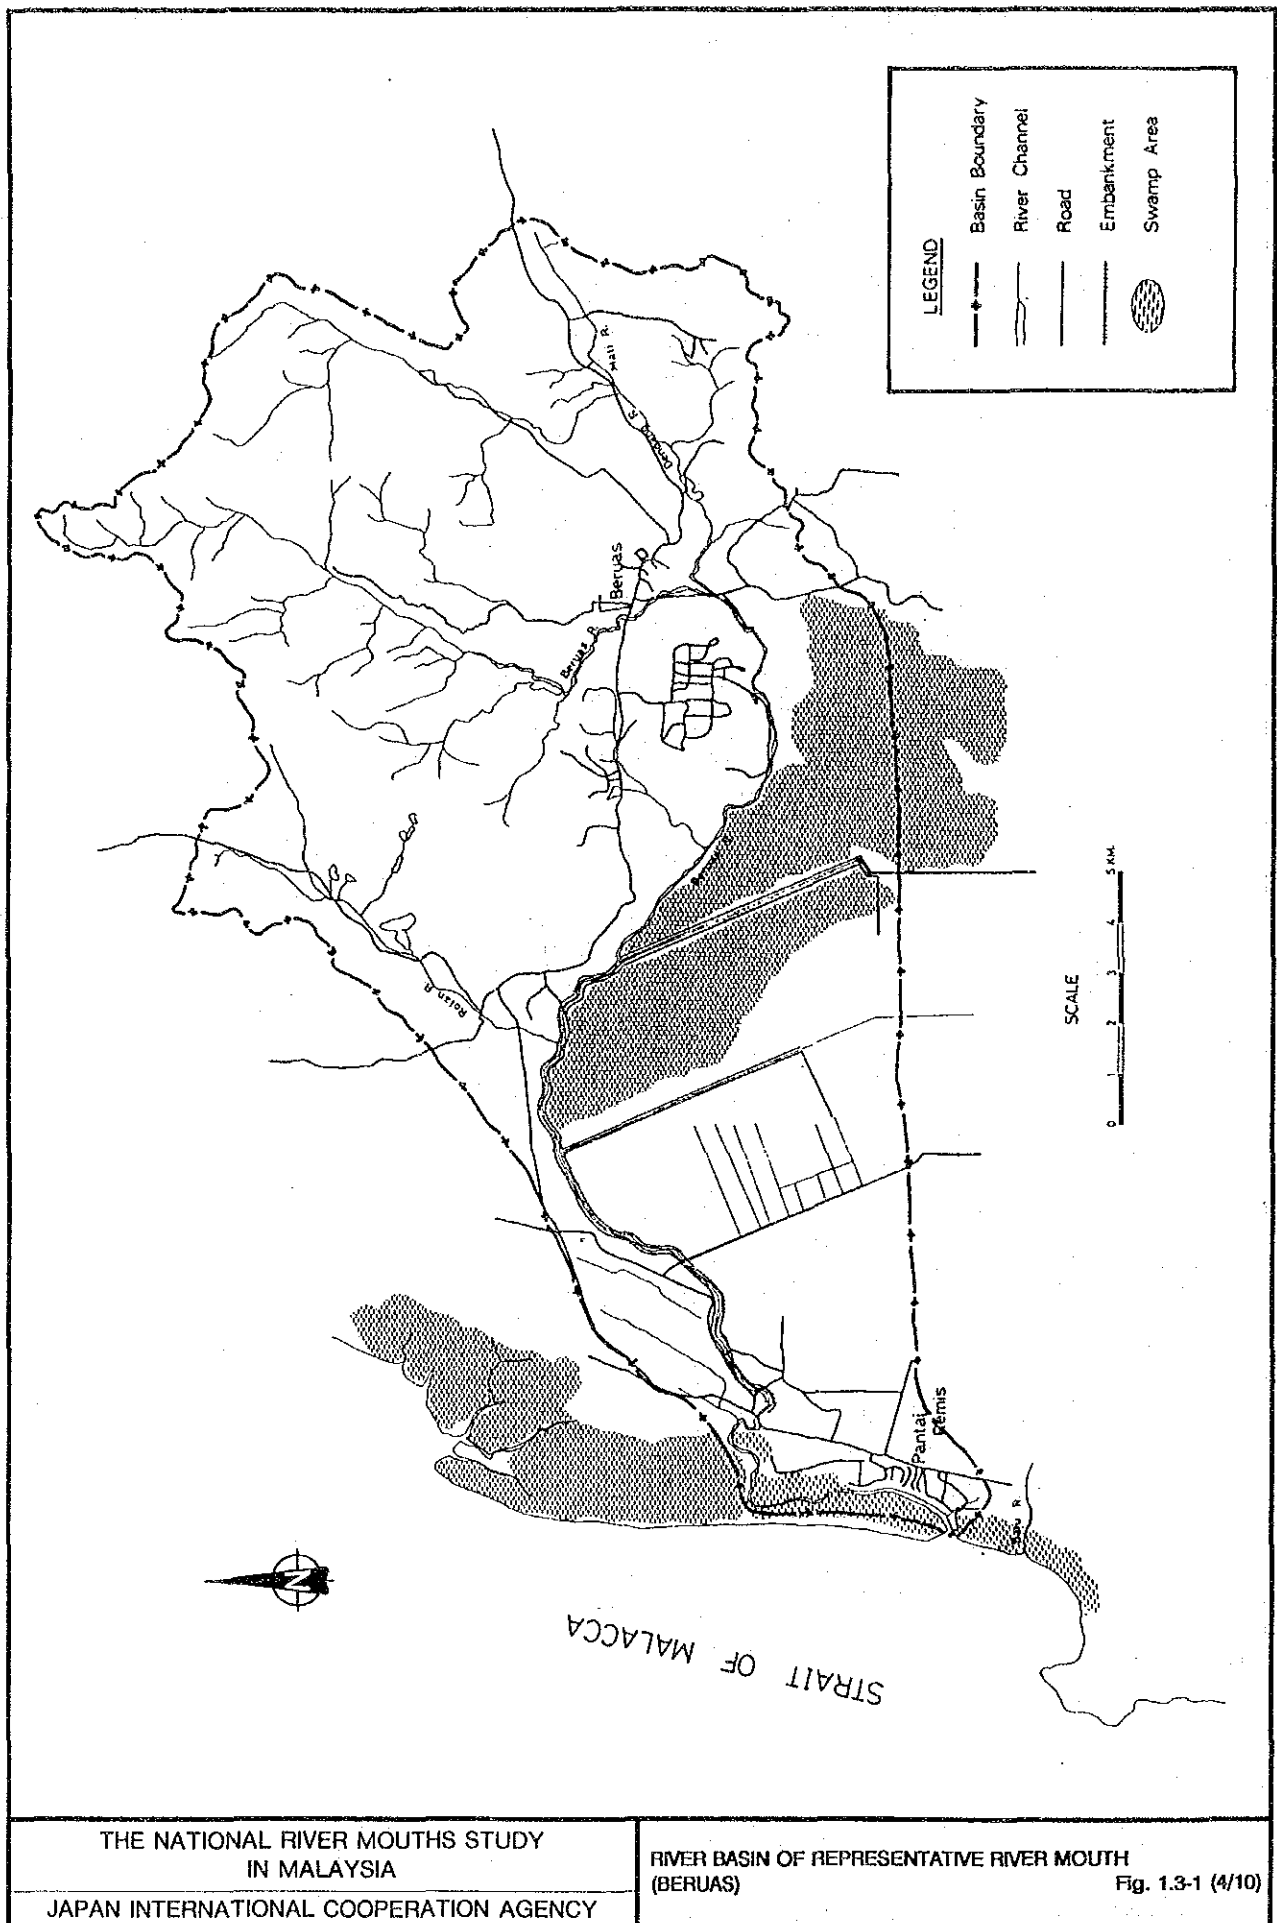 LEGEND
Basin Boundary
River Channel
Road
Embankment
Swamp Area
R.
Dendang S.
Beruas
Beruas R.
Rotan R.
SCALE
0 1 2 3 4 5 KM.
Pantai
Remis
R.
N
STRAIT OF MALACCA
THE NATIONAL RIVER MOUTHS STUDY
IN MALAYSIA
JAPAN INTERNATIONAL COOPERATION AGENCY
RIVER BASIN OF REPRESENTATIVE RIVER MOUTH
(BERUAS)
Fig. 1.3-1 (4/10)